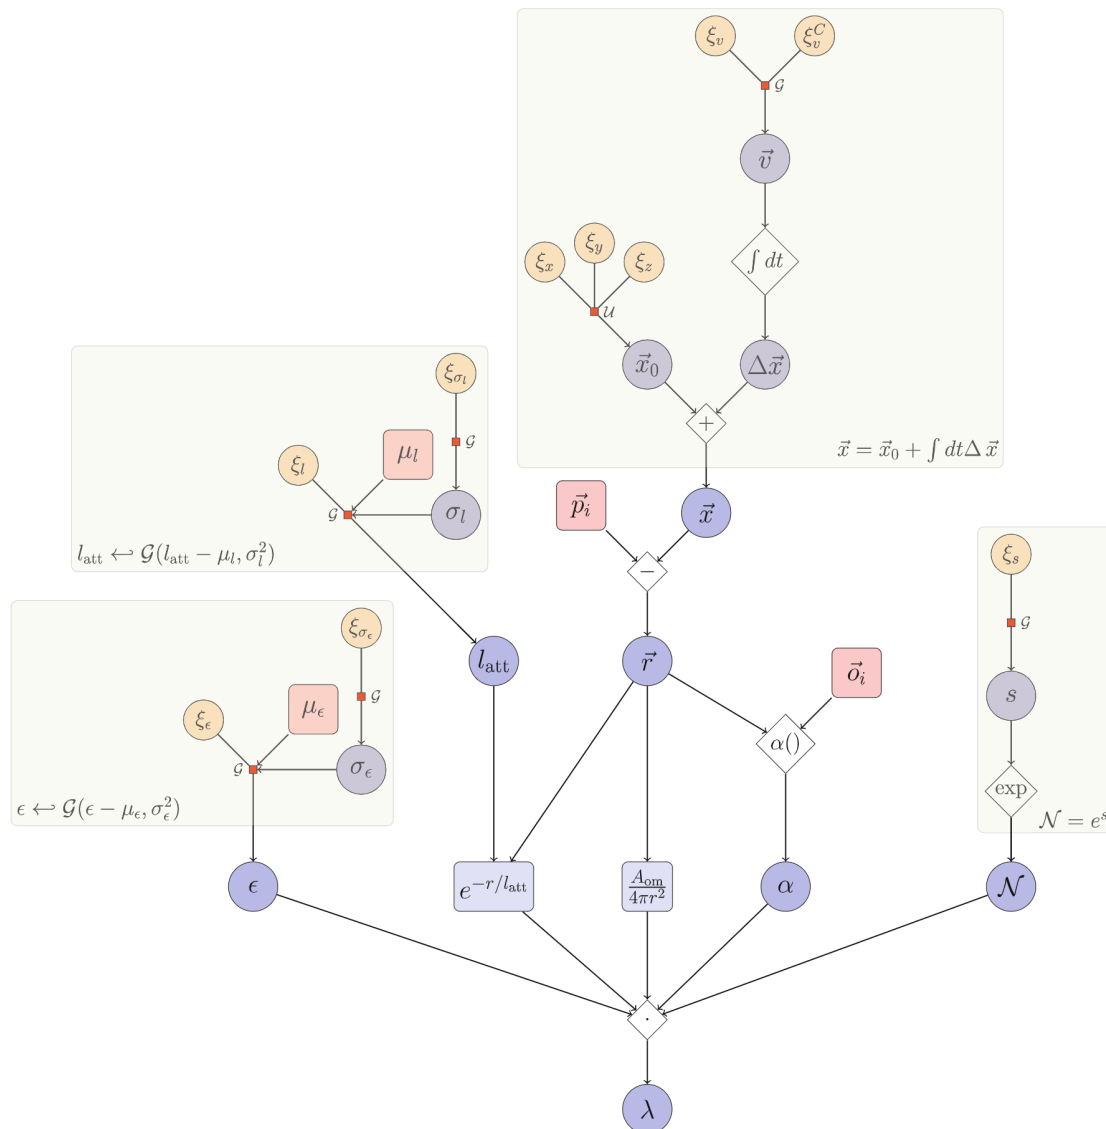 ξ_v ξ_v^C
𝒢
v⃗
∫ dt
ξ_x ξ_y ξ_z
𝒰
x⃗_0 Δx⃗
+
x⃗ = x⃗_0 + ∫ dtΔ x⃗
ξ_{σ_l}
𝒢
ξ_l μ_l
𝒢 σ_l
l_att ↩ 𝒢(l_att − μ_l, σ_l^2)
p⃗_i x⃗
−
ξ_s
𝒢
s
exp
𝒩 = e^s
ξ_{σ_ϵ}
𝒢
ξ_ϵ μ_ϵ
𝒢 σ_ϵ
ϵ ↩ 𝒢(ϵ − μ_ϵ, σ_ϵ^2)
l_att r⃗ o⃗_i
α()
ϵ e^{−r/l_att} A_om/4πr^2 α 𝒩
·
λ